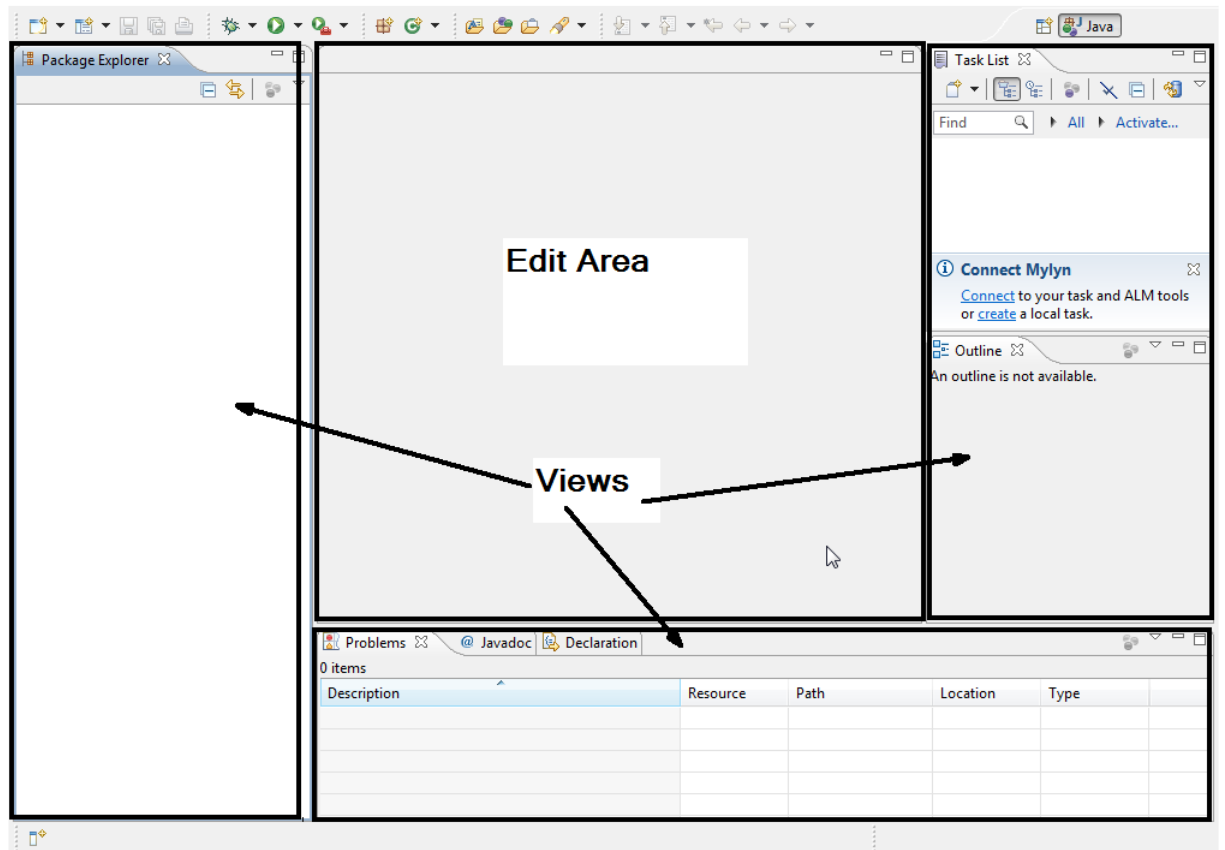 Java
Package Explorer
Task List
Find
All
Activate...
Edit Area
Connect Mylyn
Connect to your task and ALM tools
or create a local task.
Outline
An outline is not available.
Views
Problems @ Javadoc Declaration
0 items
Description Resource Path Location Type